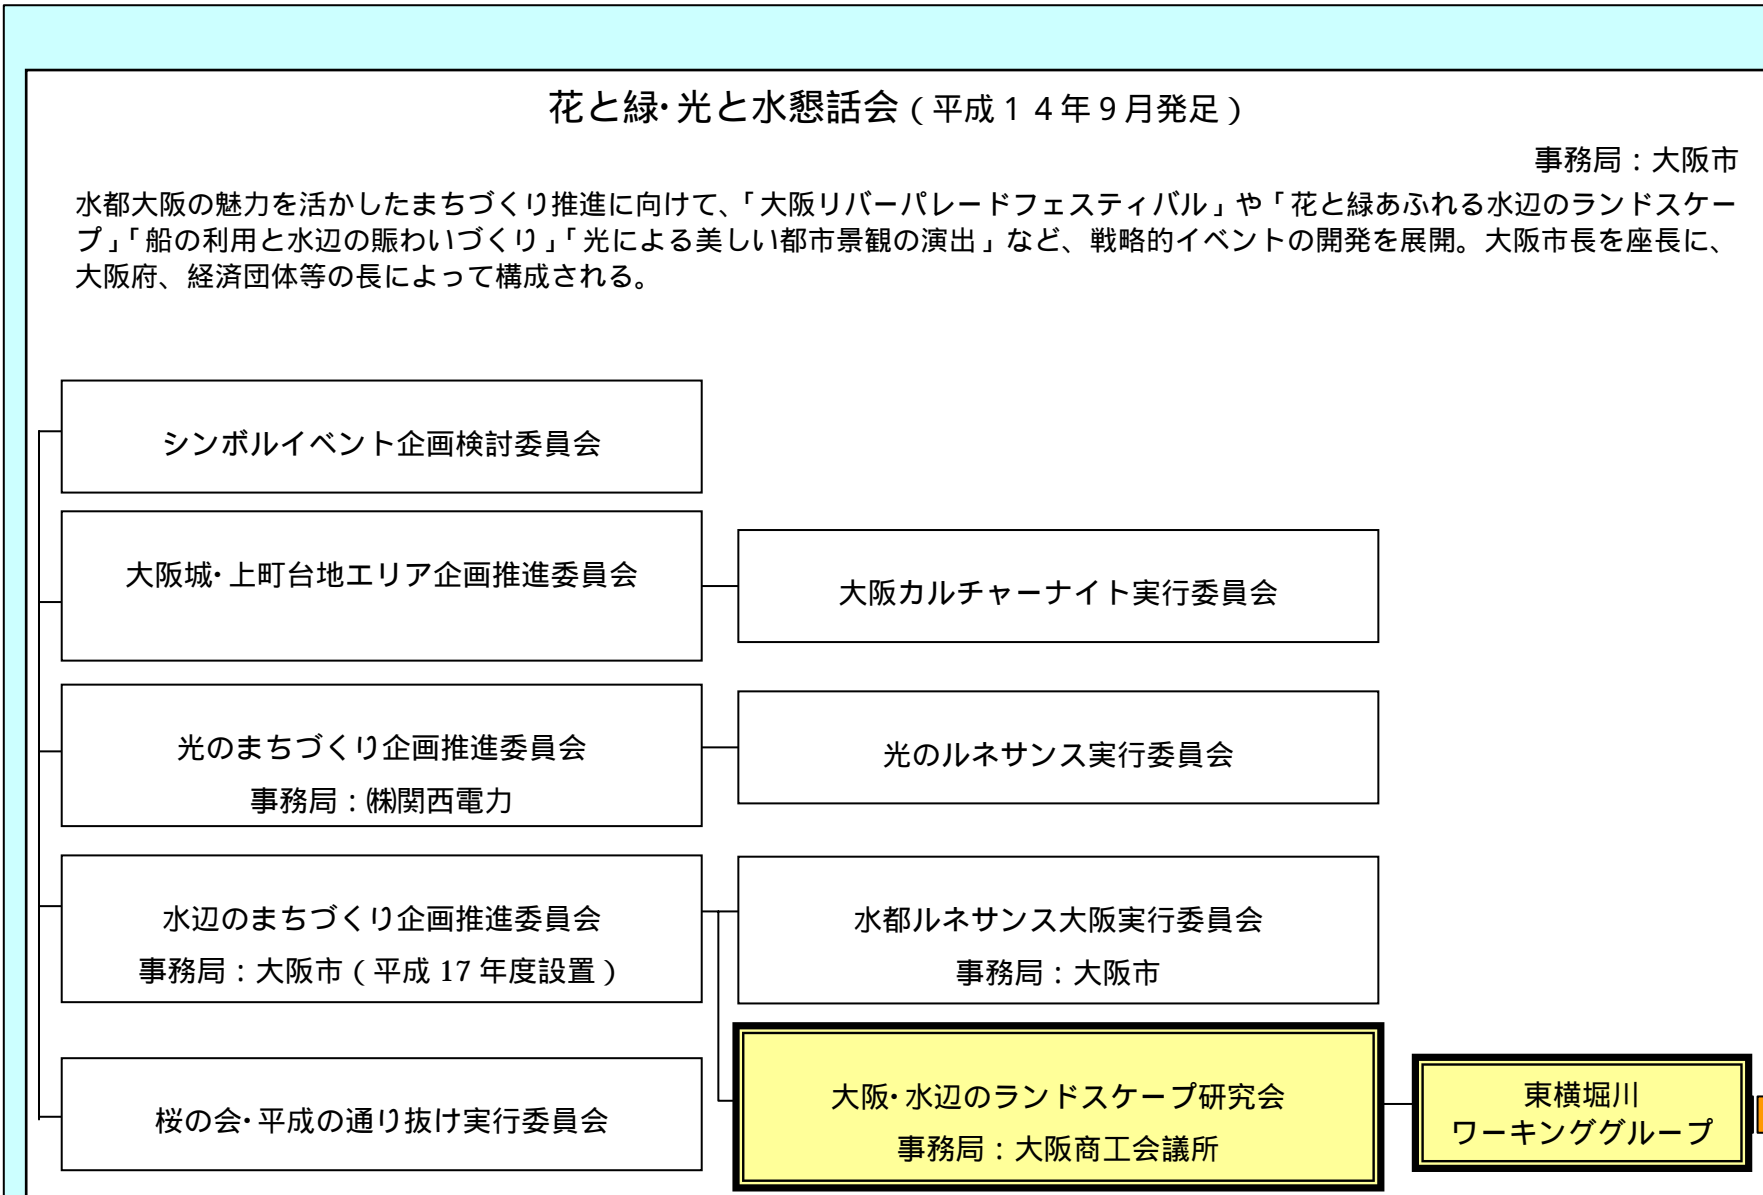 花と緑・光と水懇話会（平成１４年９月発足）
事務局：大阪市
水都大阪の魅力を活かしたまちづくり推進に向けて、「大阪リバーパレードフェスティバル」や「花と緑あふれる水辺のランドスケー
プ」「船の利用と水辺の賑わいづくり」「光による美しい都市景観の演出」など、戦略的イベントの開発を展開。大阪市長を座長に、
大阪府、経済団体等の長によって構成される。
シンボルイベント企画検討委員会
大阪城・上町台地エリア企画推進委員会
大阪カルチャーナイト実行委員会
光のまちづくり企画推進委員会
事務局：㈱関西電力
光のルネサンス実行委員会
水辺のまちづくり企画推進委員会
事務局：大阪市（平成 17 年度設置）
水都ルネサンス大阪実行委員会
事務局：大阪市
桜の会・平成の通り抜け実行委員会
大阪・水辺のランドスケープ研究会
事務局：大阪商工会議所
東横堀川
ワーキンググループ